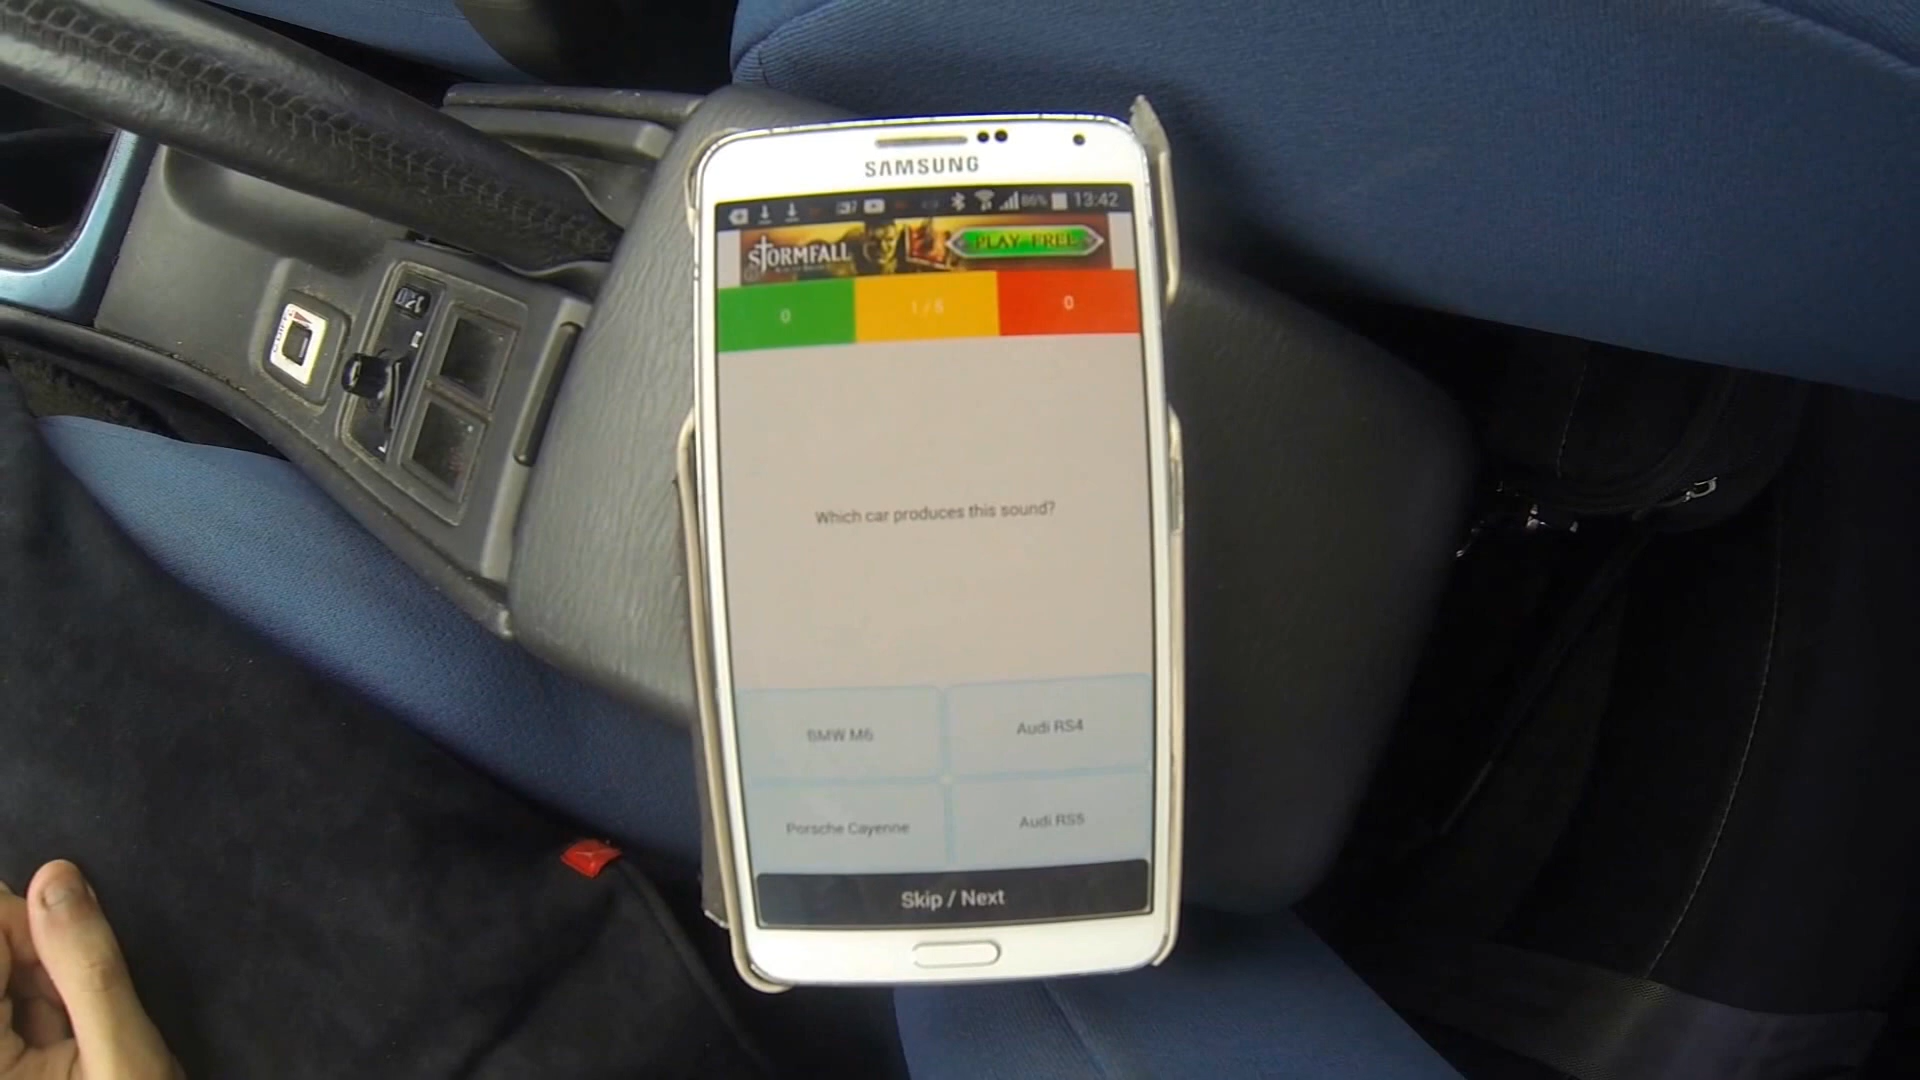 SAMSUNG
86% 13:42
STORMFALL
PLAY FREE
0
1 / 5
0
Which car produces this sound?
BMW M6
Audi RS4
Porsche Cayenne
Audi RS5
Skip / Next